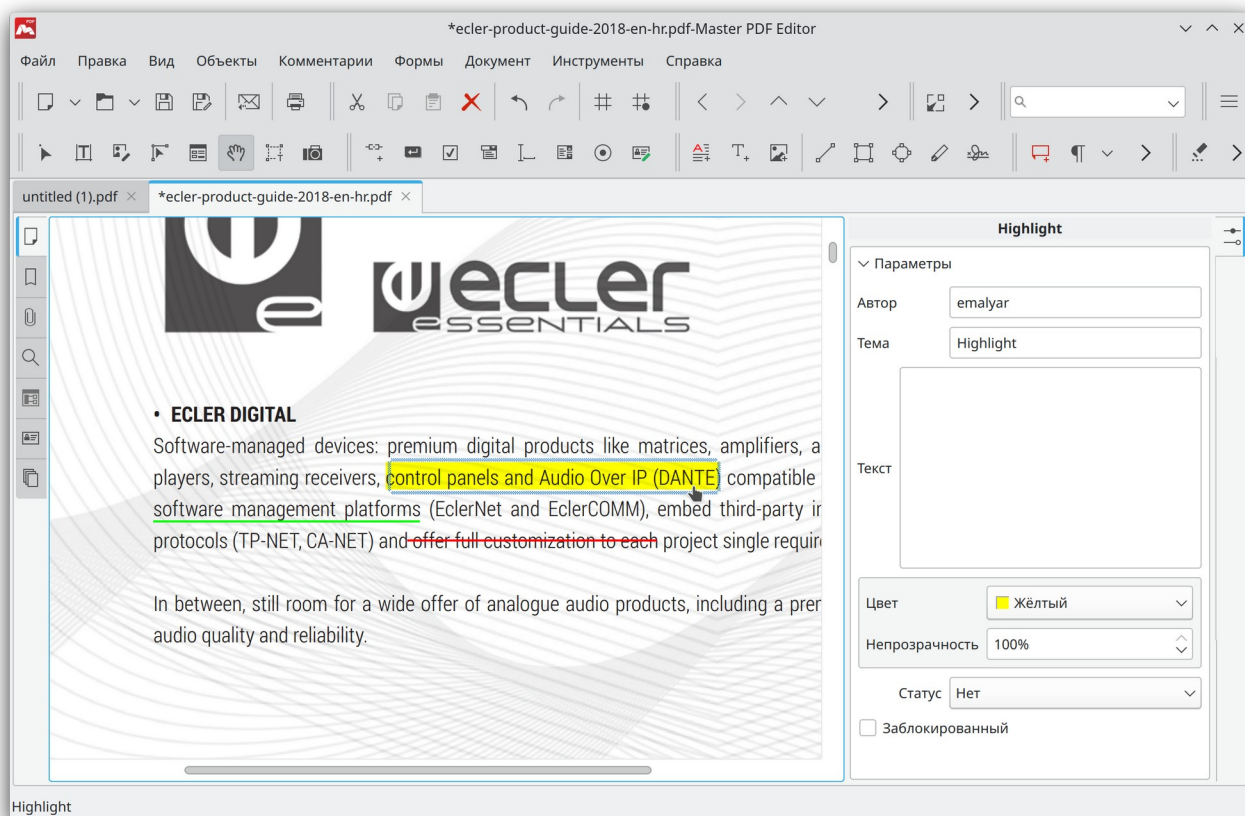 *ecler-product-guide-2018-en-hr.pdf-Master PDF Editor
Файл Правка Вид Объекты Комментарии Формы Документ Инструменты Справка
untitled (1).pdf *ecler-product-guide-2018-en-hr.pdf
ecler
essentials
• ECLER DIGITAL
Software-managed devices: premium digital products like matrices, amplifiers, a
players, streaming receivers, control panels and Audio Over IP (DANTE) compatible
software management platforms (EclerNet and EclerCOMM), embed third-party in
protocols (TP-NET, CA-NET) and offer full customization to each project single require
In between, still room for a wide offer of analogue audio products, including a prer
audio quality and reliability.
Highlight
Параметры
Автор emalyar
Тема Highlight
Текст
Цвет Жёлтый
Непрозрачность 100%
Статус Нет
Заблокированный
Highlight